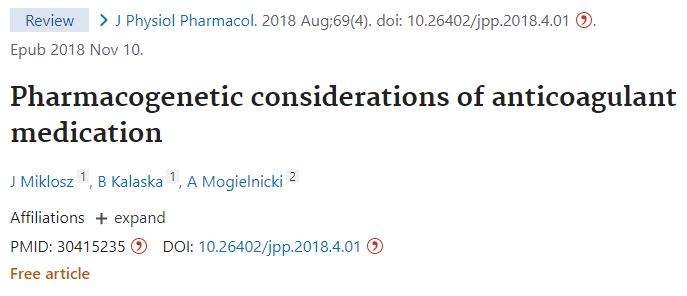 Review J Physiol Pharmacol. 2018 Aug;69(4). doi: 10.26402/jpp.2018.4.01.
Epub 2018 Nov 10.
Pharmacogenetic considerations of anticoagulant
medication
J Miklosz 1, B Kalaska 1, A Mogielnicki 2
Affiliations + expand
PMID: 30415235 DOI: 10.26402/jpp.2018.4.01
Free article